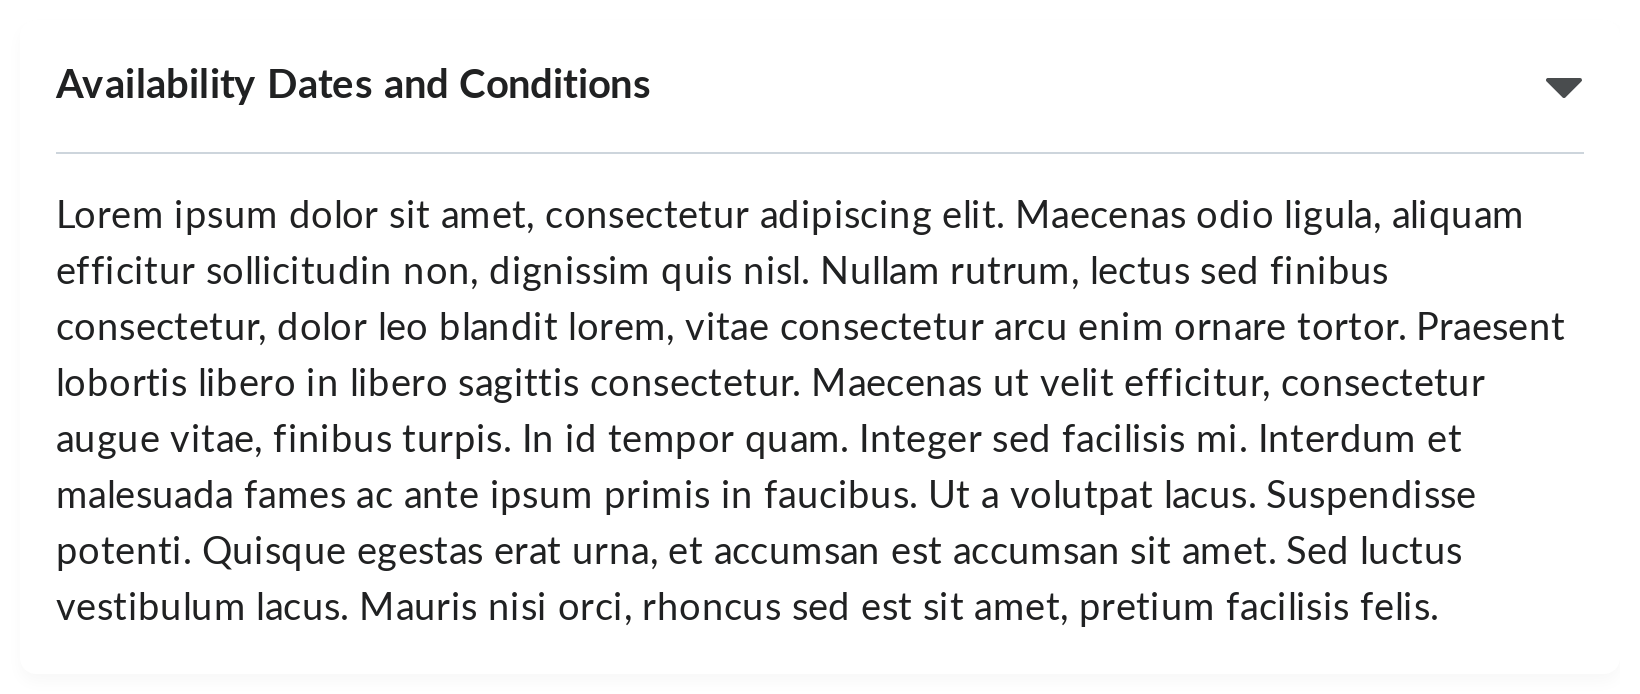 Availability Dates and Conditions
Lorem ipsum dolor sit amet, consectetur adipiscing elit. Maecenas odio ligula, aliquam
efficitur sollicitudin non, dignissim quis nisl. Nullam rutrum, lectus sed finibus
consectetur, dolor leo blandit lorem, vitae consectetur arcu enim ornare tortor. Praesent
lobortis libero in libero sagittis consectetur. Maecenas ut velit efficitur, consectetur
augue vitae, finibus turpis. In id tempor quam. Integer sed facilisis mi. Interdum et
malesuada fames ac ante ipsum primis in faucibus. Ut a volutpat lacus. Suspendisse
potenti. Quisque egestas erat urna, et accumsan est accumsan sit amet. Sed luctus
vestibulum lacus. Mauris nisi orci, rhoncus sed est sit amet, pretium facilisis felis.